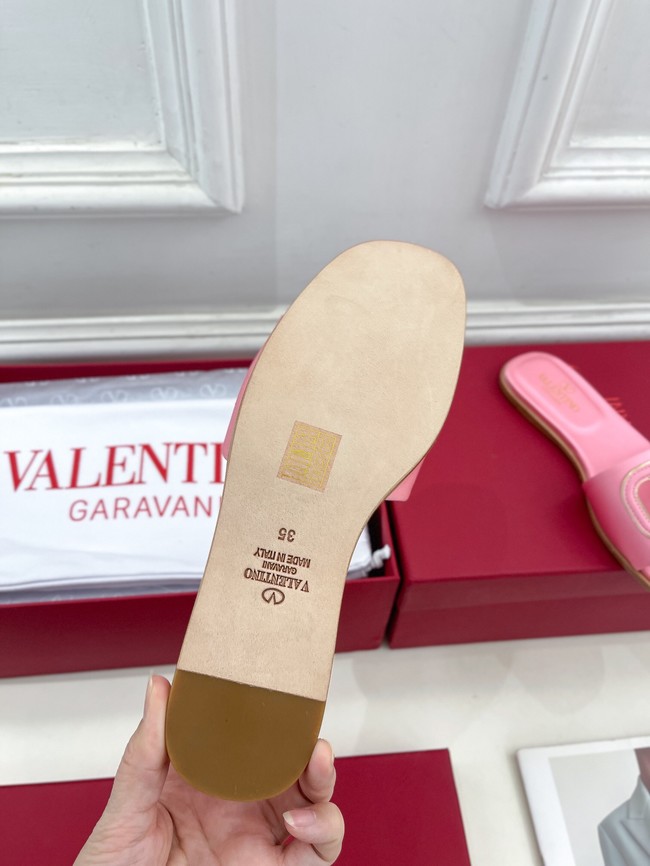 VALENTI
GARAVANI
35
MADE IN ITALY
GARAVANI
VALENTINO